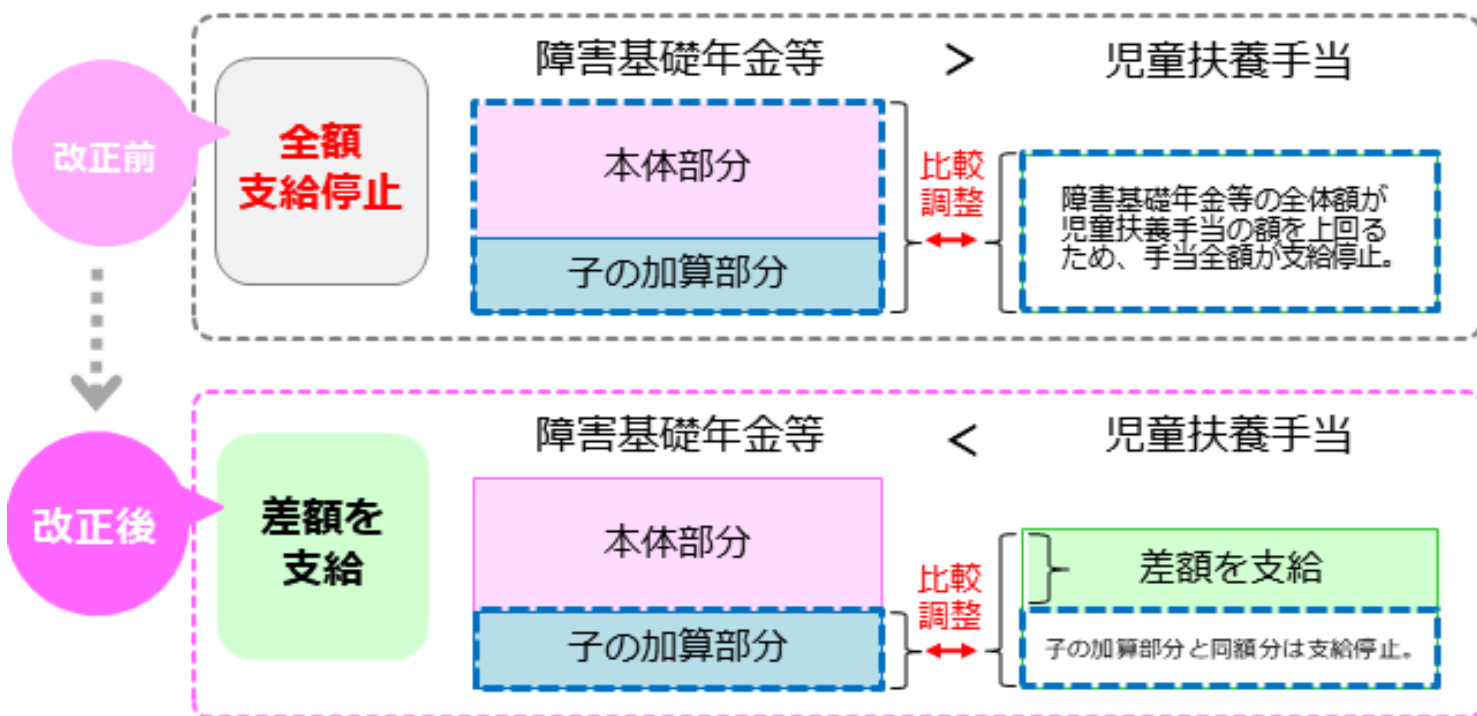 障害基礎年金等 > 児童扶養手当
改正前
全額
支給停止
本体部分
子の加算部分
比較
調整
障害基礎年金等の全体額が
児童扶養手当の額を上回る
ため、手当全額が支給停止。
障害基礎年金等 < 児童扶養手当
改正後
差額を
支給
本体部分
子の加算部分
比較
調整
差額を支給
子の加算部分と同額分は支給停止。